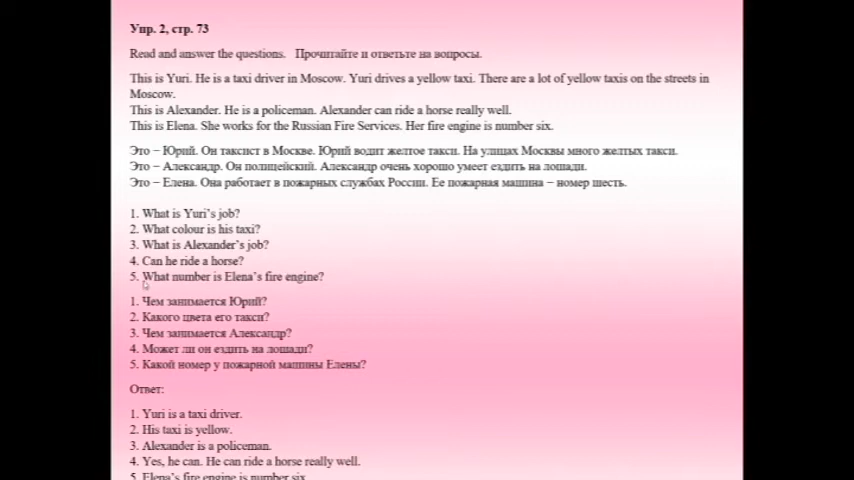 Упр. 2, стр. 73
Read and answer the questions. Прочитайте и ответьте на вопросы.
This is Yuri. He is a taxi driver in Moscow. Yuri drives a yellow taxi. There are a lot of yellow taxis on the streets in
Moscow.
This is Alexander. He is a policeman. Alexander can ride a horse really well.
This is Elena. She works for the Russian Fire Services. Her fire engine is number six.
Это – Юрий. Он таксист в Москве. Юрий водит желтое такси. На улицах Москвы много желтых такси.
Это – Александр. Он полицейский. Александр очень хорошо умеет ездить на лошади.
Это – Елена. Она работает в пожарных службах России. Ее пожарная машина – номер шесть.
1. What is Yuri's job?
2. What colour is his taxi?
3. What is Alexander's job?
4. Can he ride a horse?
5. What number is Elena's fire engine?
1. Чем занимается Юрий?
2. Какого цвета его такси?
3. Чем занимается Александр?
4. Может ли он ездить на лошади?
5. Какой номер у пожарной машины Елены?
Ответ:
1. Yuri is a taxi driver.
2. His taxi is yellow.
3. Alexander is a policeman.
4. Yes, he can. He can ride a horse really well.
5. Elena's fire engine is number six